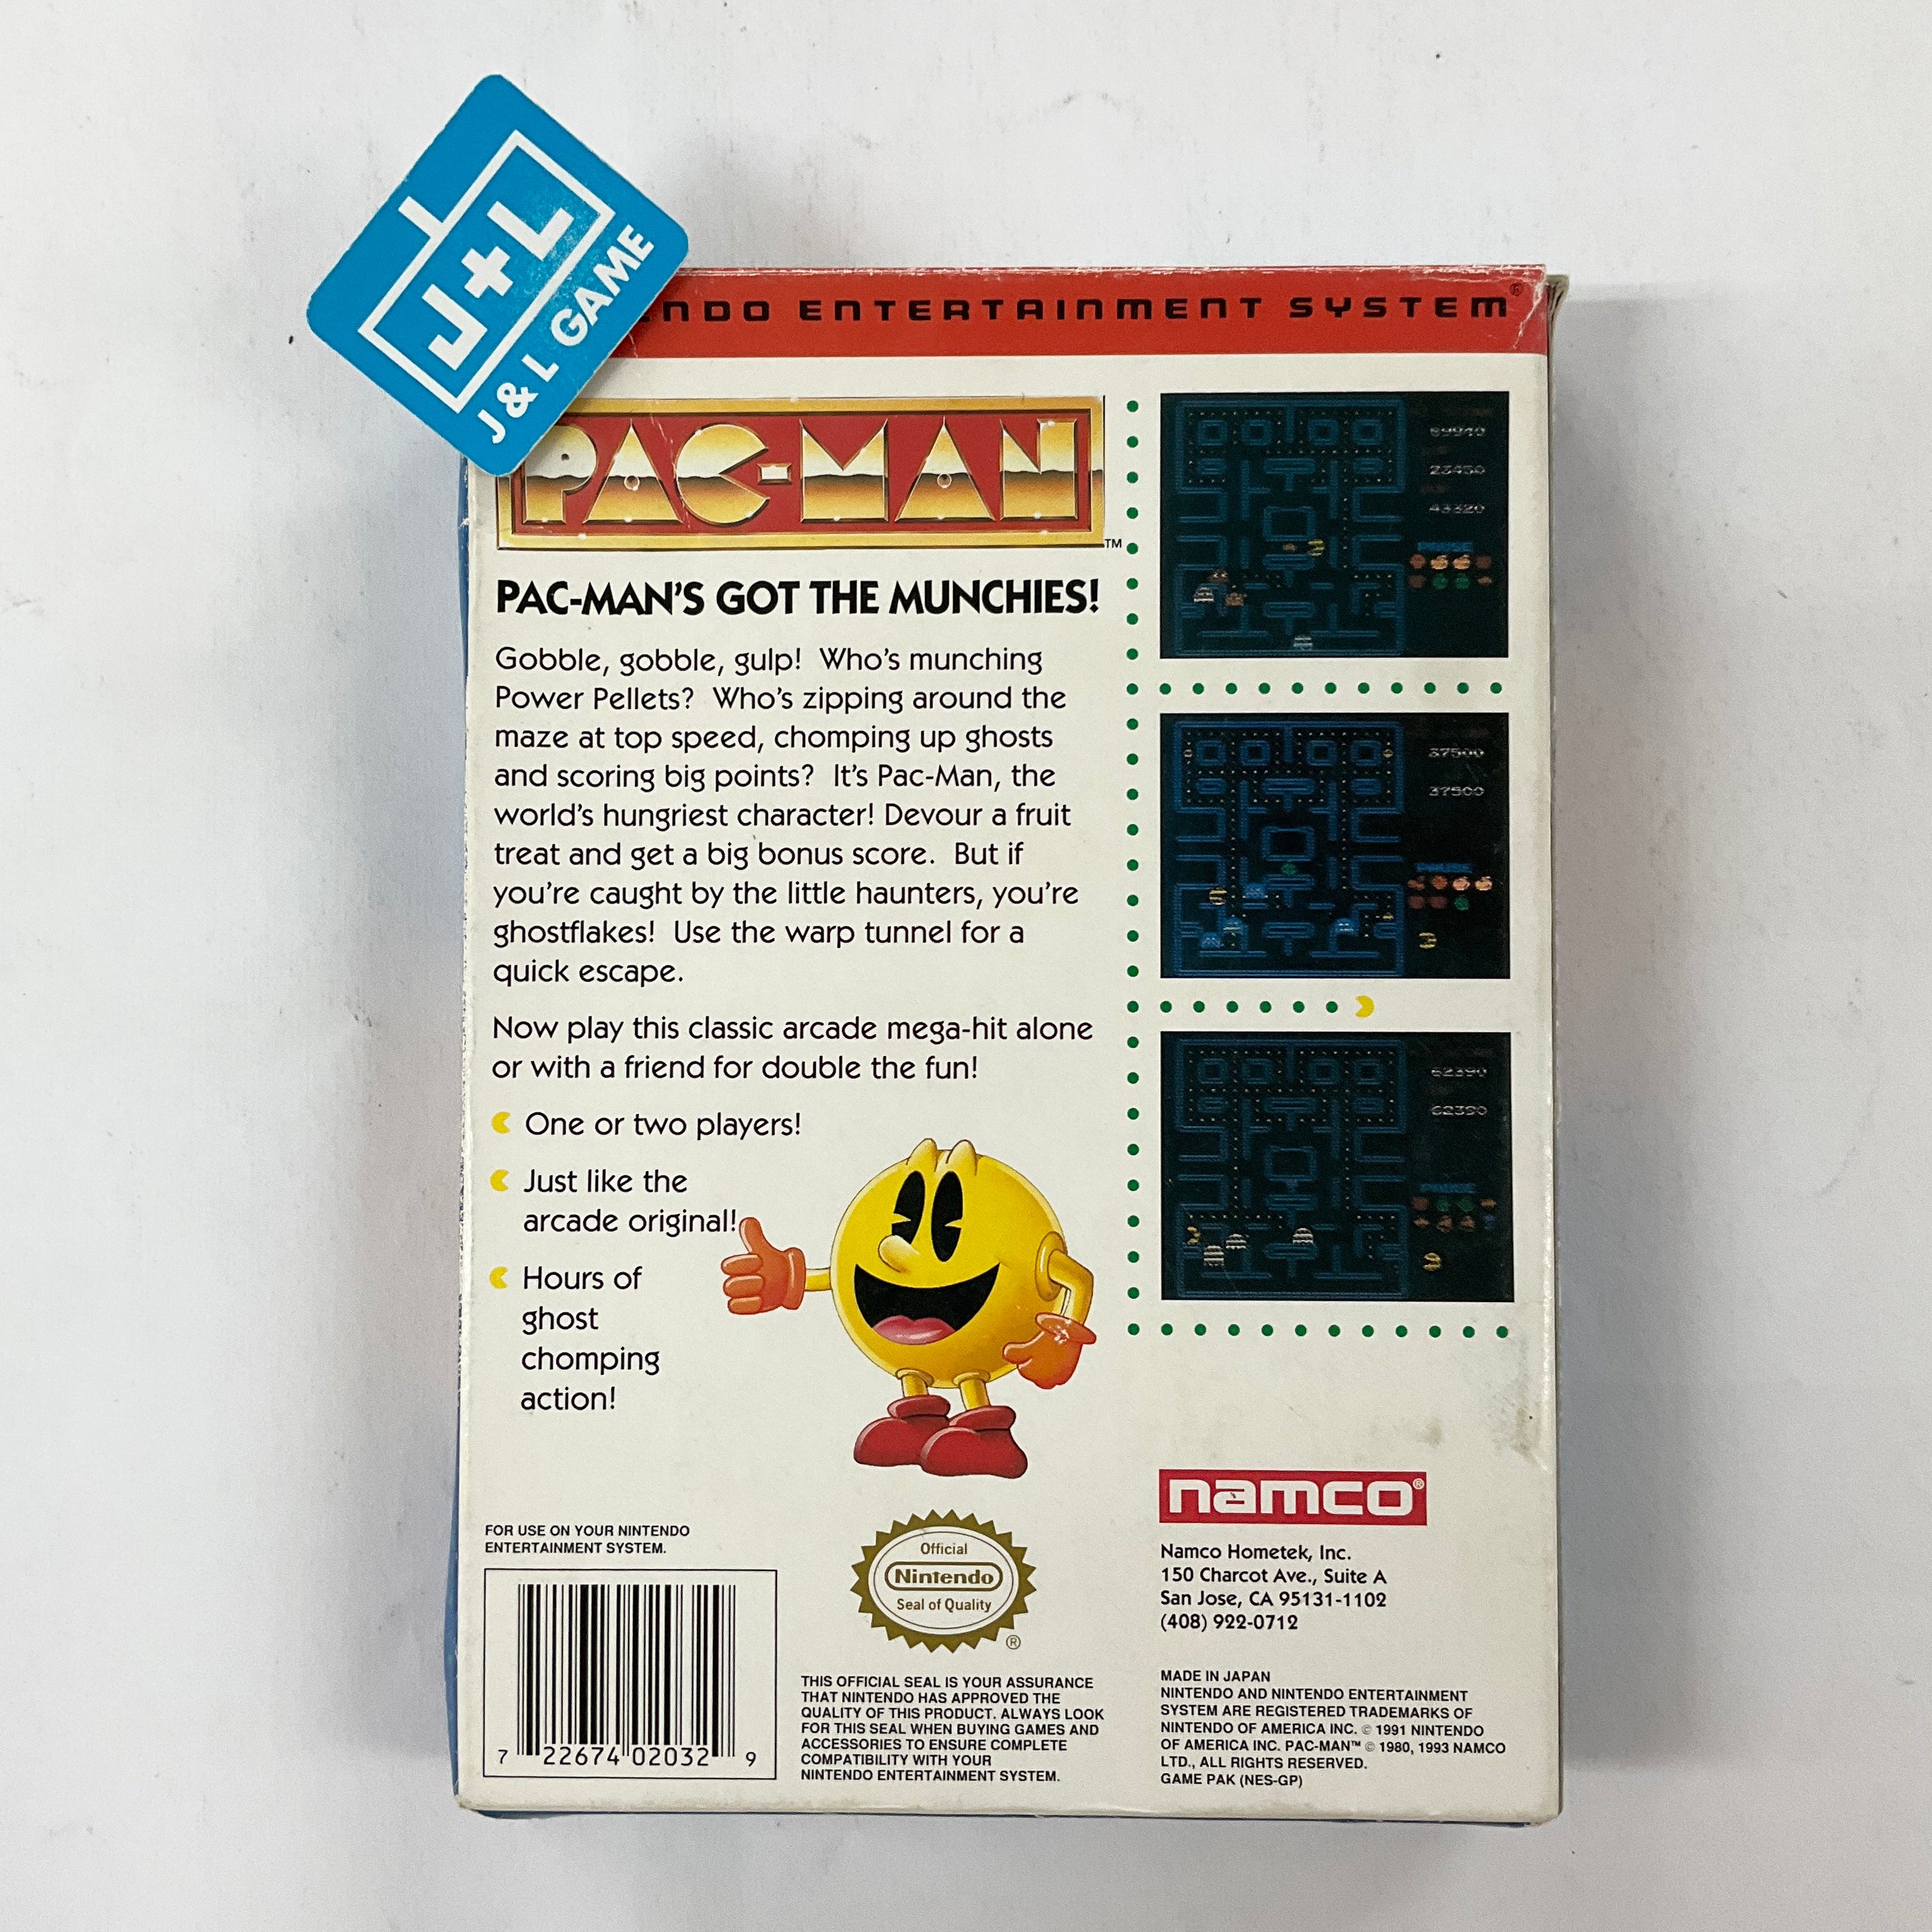 J+L
J & L GAME
ENTERTAINMENT SYSTEM®
PAC-MAN™
PAC-MAN'S GOT THE MUNCHIES!
Gobble, gobble, gulp! Who's munching
Power Pellets? Who's zipping around the
maze at top speed, chomping up ghosts
and scoring big points? It's Pac-Man, the
world's hungriest character! Devour a fruit
treat and get a big bonus score. But if
you're caught by the little haunters, you're
ghostflakes! Use the warp tunnel for a
quick escape.
Now play this classic arcade mega-hit alone
or with a friend for double the fun!
One or two players!
Just like the
arcade original!
Hours of
ghost
chomping
action!
23450
43320
37500
37500
62390
62390
namco®
Namco Hometek, Inc.
150 Charcot Ave., Suite A
San Jose, CA 95131-1102
(408) 922-0712
FOR USE ON YOUR NINTENDO
ENTERTAINMENT SYSTEM.
7 22674 02032 9
Official
Nintendo
Seal of Quality
®
THIS OFFICIAL SEAL IS YOUR ASSURANCE
THAT NINTENDO HAS APPROVED THE
QUALITY OF THIS PRODUCT. ALWAYS LOOK
FOR THIS SEAL WHEN BUYING GAMES AND
ACCESSORIES TO ENSURE COMPLETE
COMPATIBILITY WITH YOUR
NINTENDO ENTERTAINMENT SYSTEM.
MADE IN JAPAN
NINTENDO AND NINTENDO ENTERTAINMENT
SYSTEM ARE REGISTERED TRADEMARKS OF
NINTENDO OF AMERICA INC. © 1991 NINTENDO
OF AMERICA INC. PAC-MAN™ © 1980, 1993 NAMCO
LTD., ALL RIGHTS RESERVED.
GAME PAK (NES-GP)